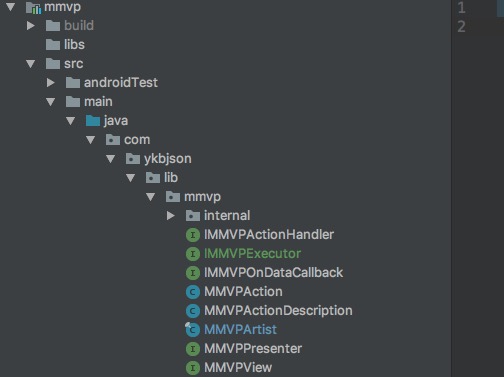 mmvp
build
libs
src
androidTest
main
java
com
ykbjson
lib
mmvp
internal
IMMVPActionHandler
IMMVPExecutor
IMMVPOnDataCallback
MMVPAction
MMVPActionDescription
MMVPArtist
MMVPPresenter
MMVPView
1
2